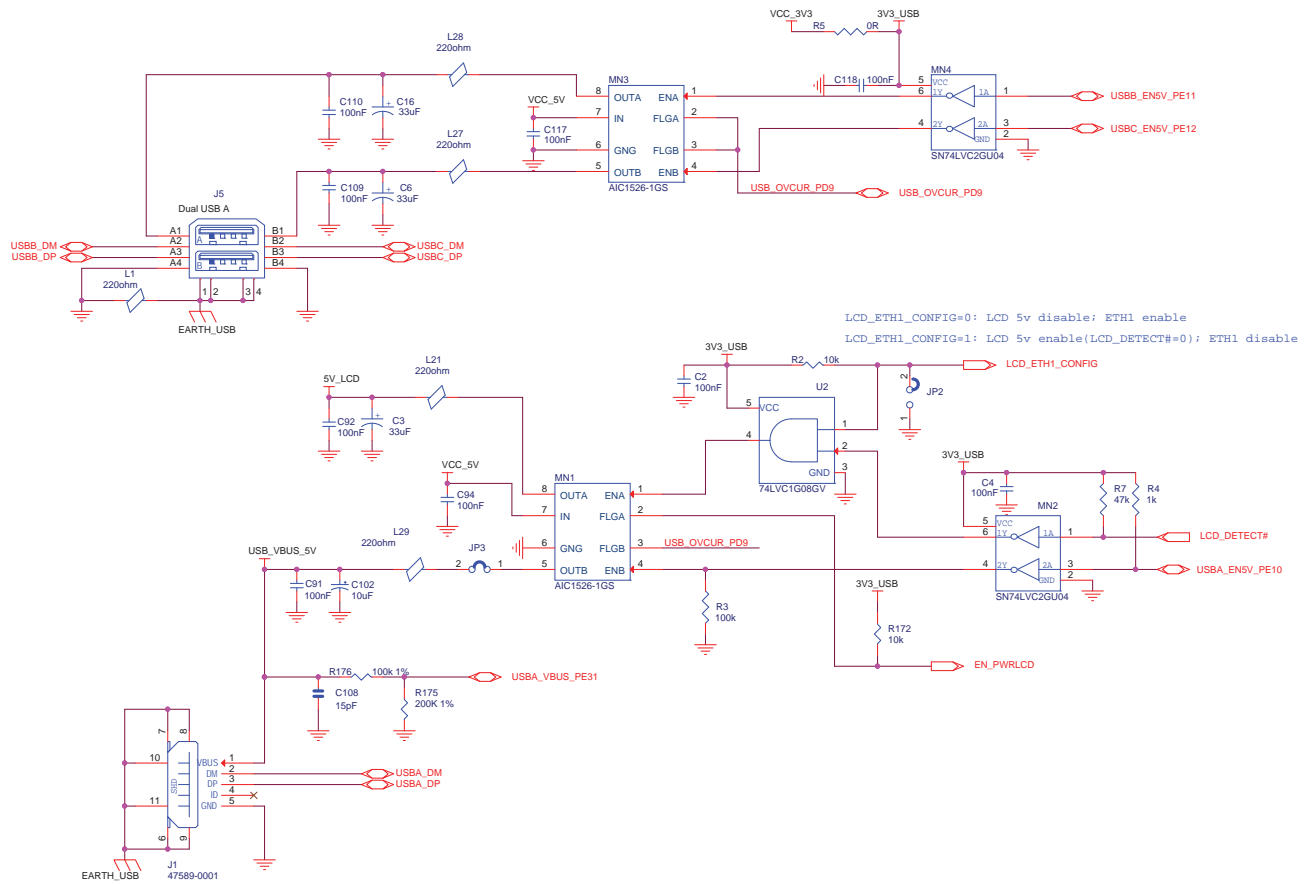 VCC_3V3
3V3_USB
R5
0R
L28
220ohm
C118
100nF
MN4
VCC
5
6
1Y
1A
1
USBB_EN5V_PE11
4
2Y
2A
3
USBC_EN5V_PE12
GND
2
SN74LVC2GU04
MN3
8
OUTA
ENA
1
7
IN
FLGA
2
6
GNG
FLGB
3
5
OUTB
ENB
4
AIC1526-1GS
VCC_5V
C117
100nF
C110
100nF
C16
33uF
L27
220ohm
C109
100nF
C6
33uF
USB_OVCUR_PD9
USB_OVCUR_PD9
J5
Dual USB A
A1
A2
A3
A4
A
B
B1
B2
B3
B4
USBB_DM
USBB_DP
USBC_DM
USBC_DP
L1
220ohm
1
2
3
4
EARTH_USB
LCD_ETH1_CONFIG=0: LCD 5v disable; ETH1 enable
LCD_ETH1_CONFIG=1: LCD 5v enable(LCD_DETECT#=0); ETH1 disable
3V3_USB
R2
10k
LCD_ETH1_CONFIG
C2
100nF
U2
2
JP2
1
5
VCC
4
1
2
GND
3
74LVC1G08GV
L21
220ohm
5V_LCD
C92
100nF
C3
33uF
VCC_5V
C94
100nF
MN1
8
OUTA
ENA
1
7
IN
FLGA
2
6
GNG
FLGB
3
USB_OVCUR_PD9
5
OUTB
ENB
4
AIC1526-1GS
3V3_USB
C4
100nF
R7
47k
R4
1k
MN2
5
VCC
6
1Y
1A
1
LCD_DETECT#
4
2Y
2A
3
USBA_EN5V_PE10
GND
2
SN74LVC2GU04
L29
220ohm
USB_VBUS_5V
JP3
2
1
C91
100nF
C102
10uF
R3
100k
3V3_USB
R172
10k
EN_PWRLCD
R176
100k 1%
USBA_VBUS_PE31
C108
15pF
R175
200K 1%
7
8
10
11
6
9
SHD
VBUS
1
DM
2
USBA_DM
DP
3
USBA_DP
ID
4
GND
5
EARTH_USB
J1
47589-0001